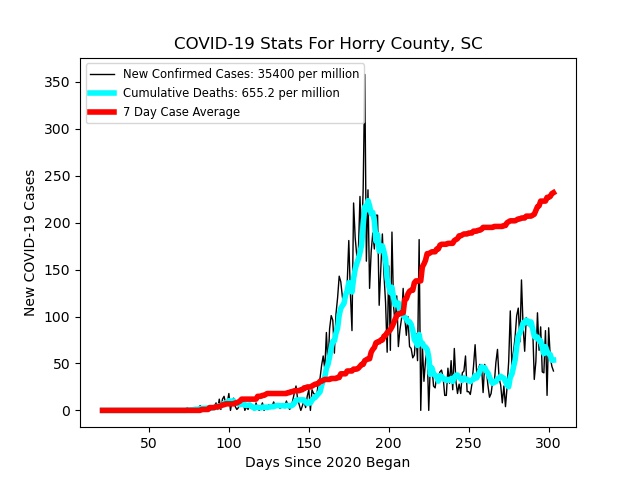 COVID-19 Stats For Horry County, SC
New Confirmed Cases: 35400 per million
Cumulative Deaths: 655.2 per million
7 Day Case Average
New COVID-19 Cases
350
300
250
200
150
100
50
0
50
100
150
200
250
300
Days Since 2020 Began